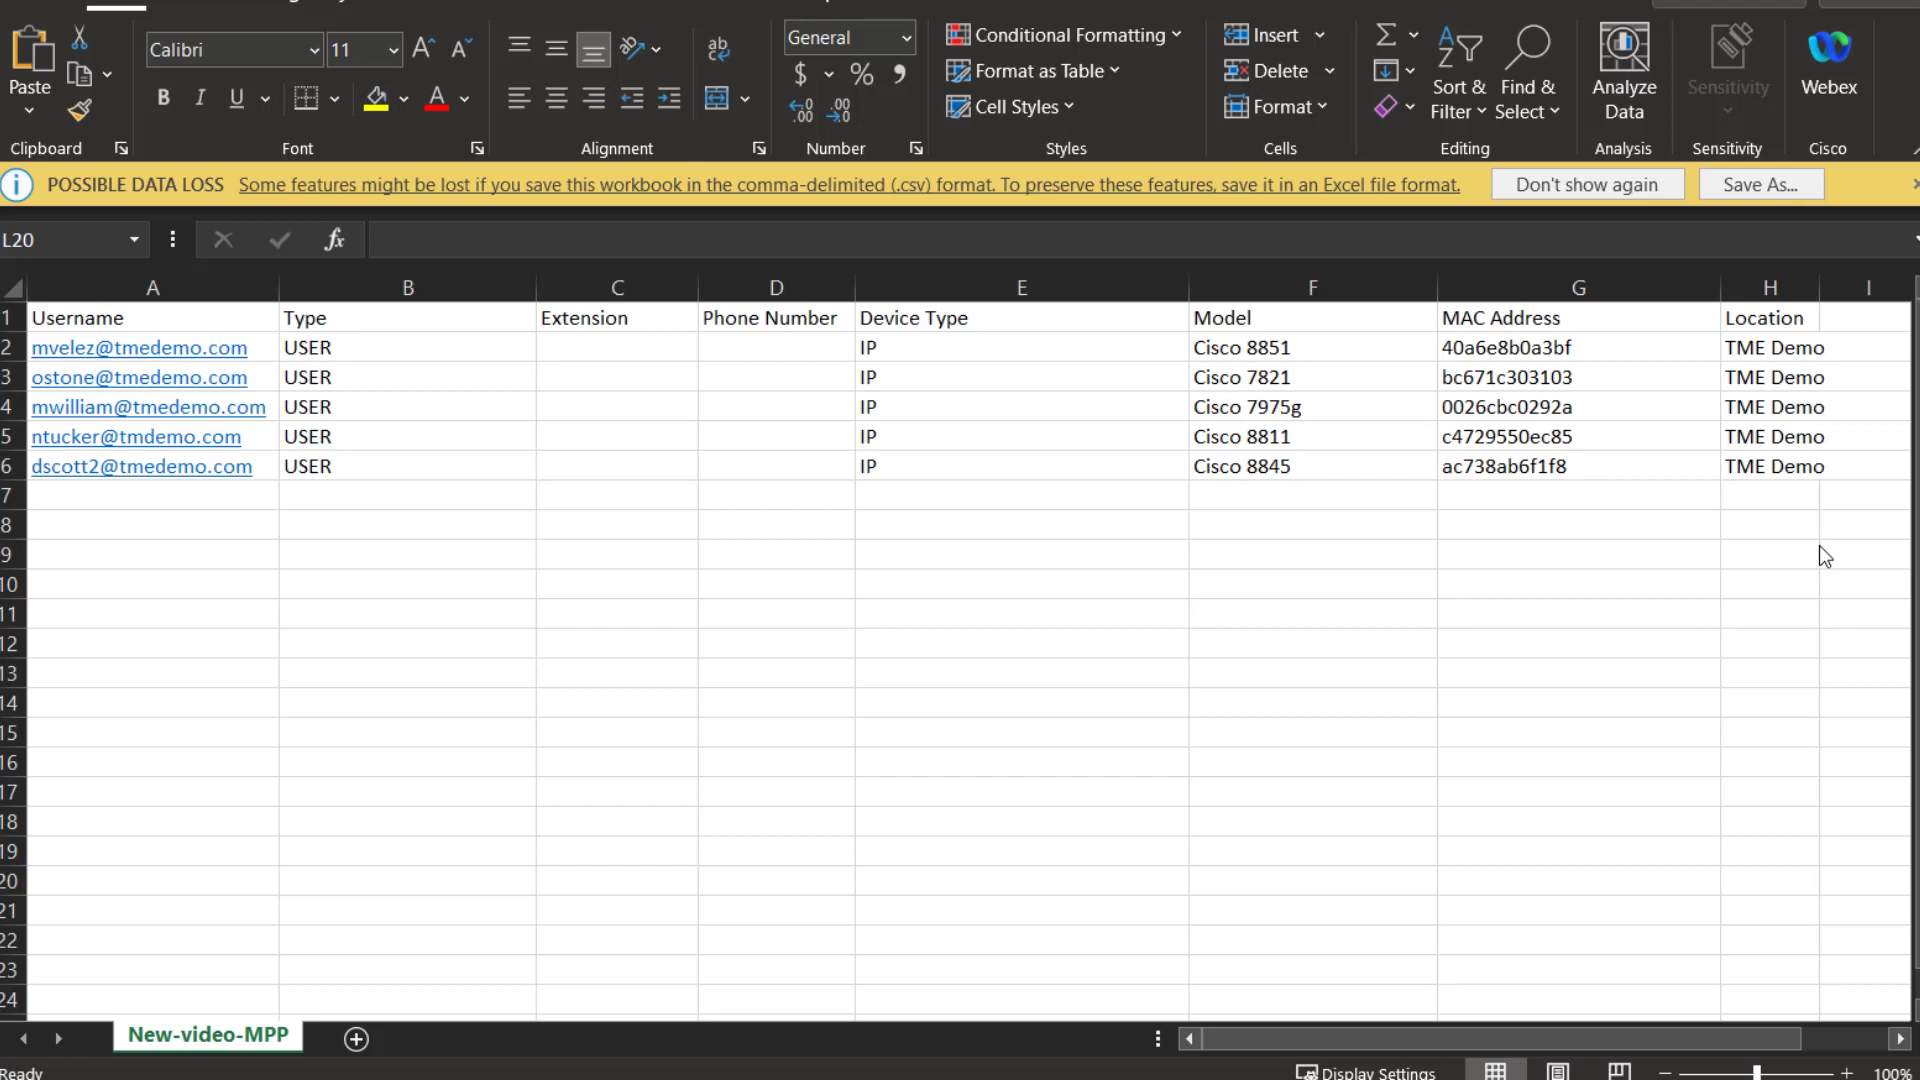 Calibri 11 General Conditional Formatting Insert
Paste $ % Format as Table Delete Sort & Filter Find & Select Analyze Data Sensitivity Webex
B I U A Cell Styles Format
Clipboard Font Alignment Number Styles Cells Editing Analysis Sensitivity Cisco
POSSIBLE DATA LOSS Some features might be lost if you save this workbook in the comma-delimited (.csv) format. To preserve these features, save it in an Excel file format. Don't show again Save As...
L20 fx
A B C D E F G H I
1 Username Type Extension Phone Number Device Type Model MAC Address Location
2 mvelez@tmedemo.com USER IP Cisco 8851 40a6e8b0a3bf TME Demo
3 ostone@tmedemo.com USER IP Cisco 7821 bc671c303103 TME Demo
4 mwilliam@tmedemo.com USER IP Cisco 7975g 0026cbc0292a TME Demo
5 ntucker@tmdemo.com USER IP Cisco 8811 c4729550ec85 TME Demo
6 dscott2@tmedemo.com USER IP Cisco 8845 ac738ab6f1f8 TME Demo
7
8
9
10
11
12
13
14
15
16
17
18
19
20
21
22
23
24
New-video-MPP
Ready Display Settings 100%